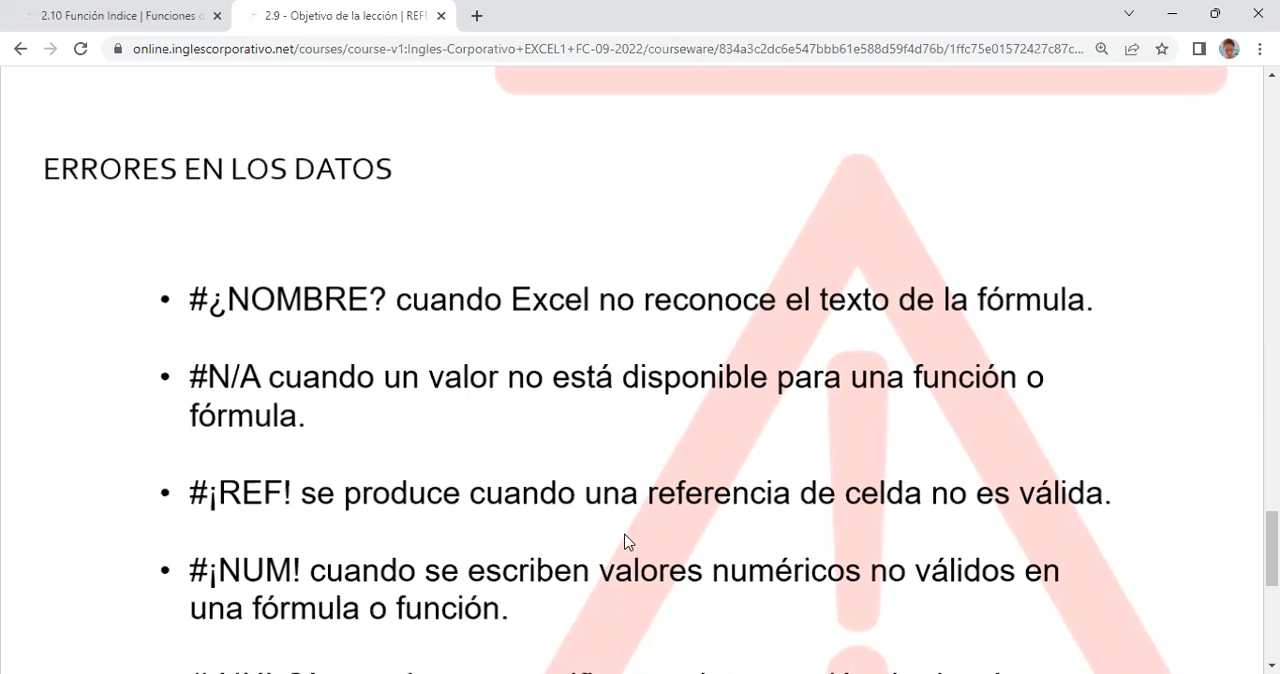 2.10 Función Indice | Funciones d
2.9 - Objetivo de la lección | REFE
online.inglescorporativo.net/courses/course-v1:Ingles-Corporativo+EXCEL1+FC-09-2022/courseware/834a3c2dc6e547bbb61e588d59f4d76b/1ffc75e01572427c87c...
ERRORES EN LOS DATOS
• #¿NOMBRE? cuando Excel no reconoce el texto de la fórmula.
• #N/A cuando un valor no está disponible para una función o
fórmula.
• #¡REF! se produce cuando una referencia de celda no es válida.
• #¡NUM! cuando se escriben valores numéricos no válidos en
una fórmula o función.